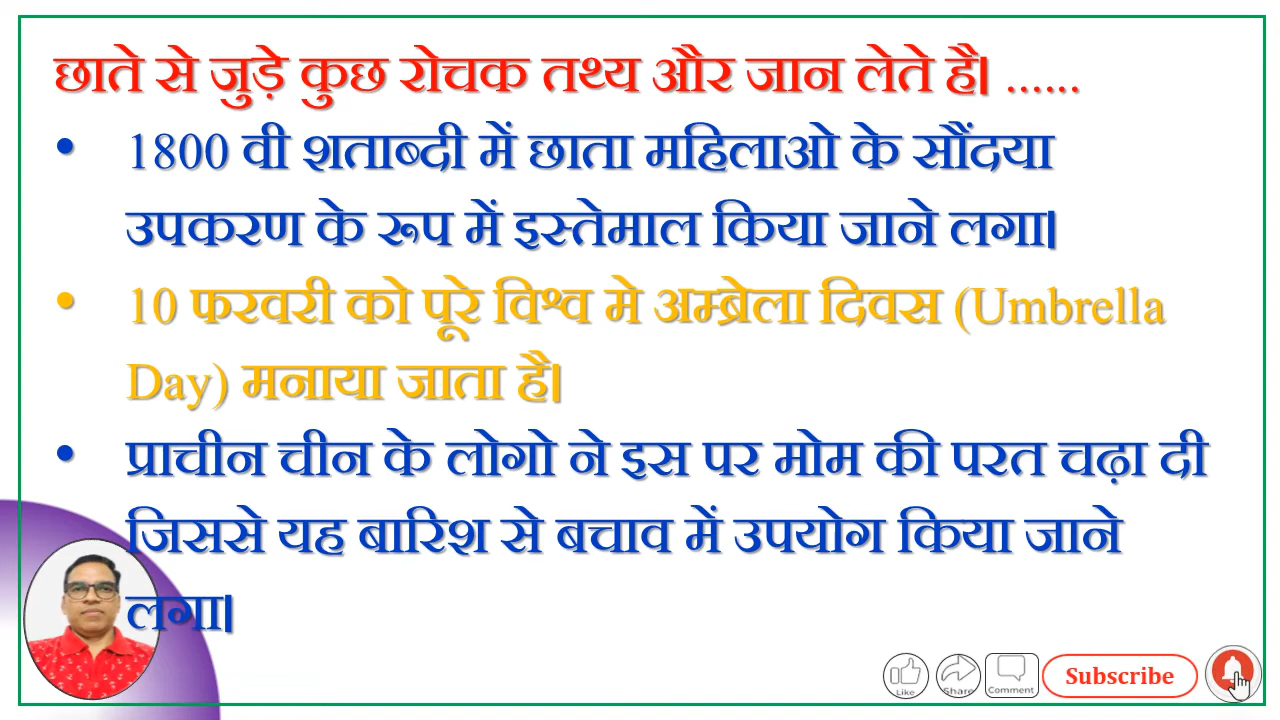 छाते से जुड़े कुछ रोचक तथ्य और जान लेते है। ......
• 1800 वी शताब्दी में छाता महिलाओ के सौंदया
उपकरण के रूप में इस्तेमाल किया जाने लगा।
• 10 फरवरी को पूरे विश्व मे अम्ब्रेला दिवस (Umbrella
Day) मनाया जाता है।
• प्राचीन चीन के लोगो ने इस पर मोम की परत चढ़ा दी
जिससे यह बारिश से बचाव में उपयोग किया जाने
लगा।
Like Share Comment Subscribe